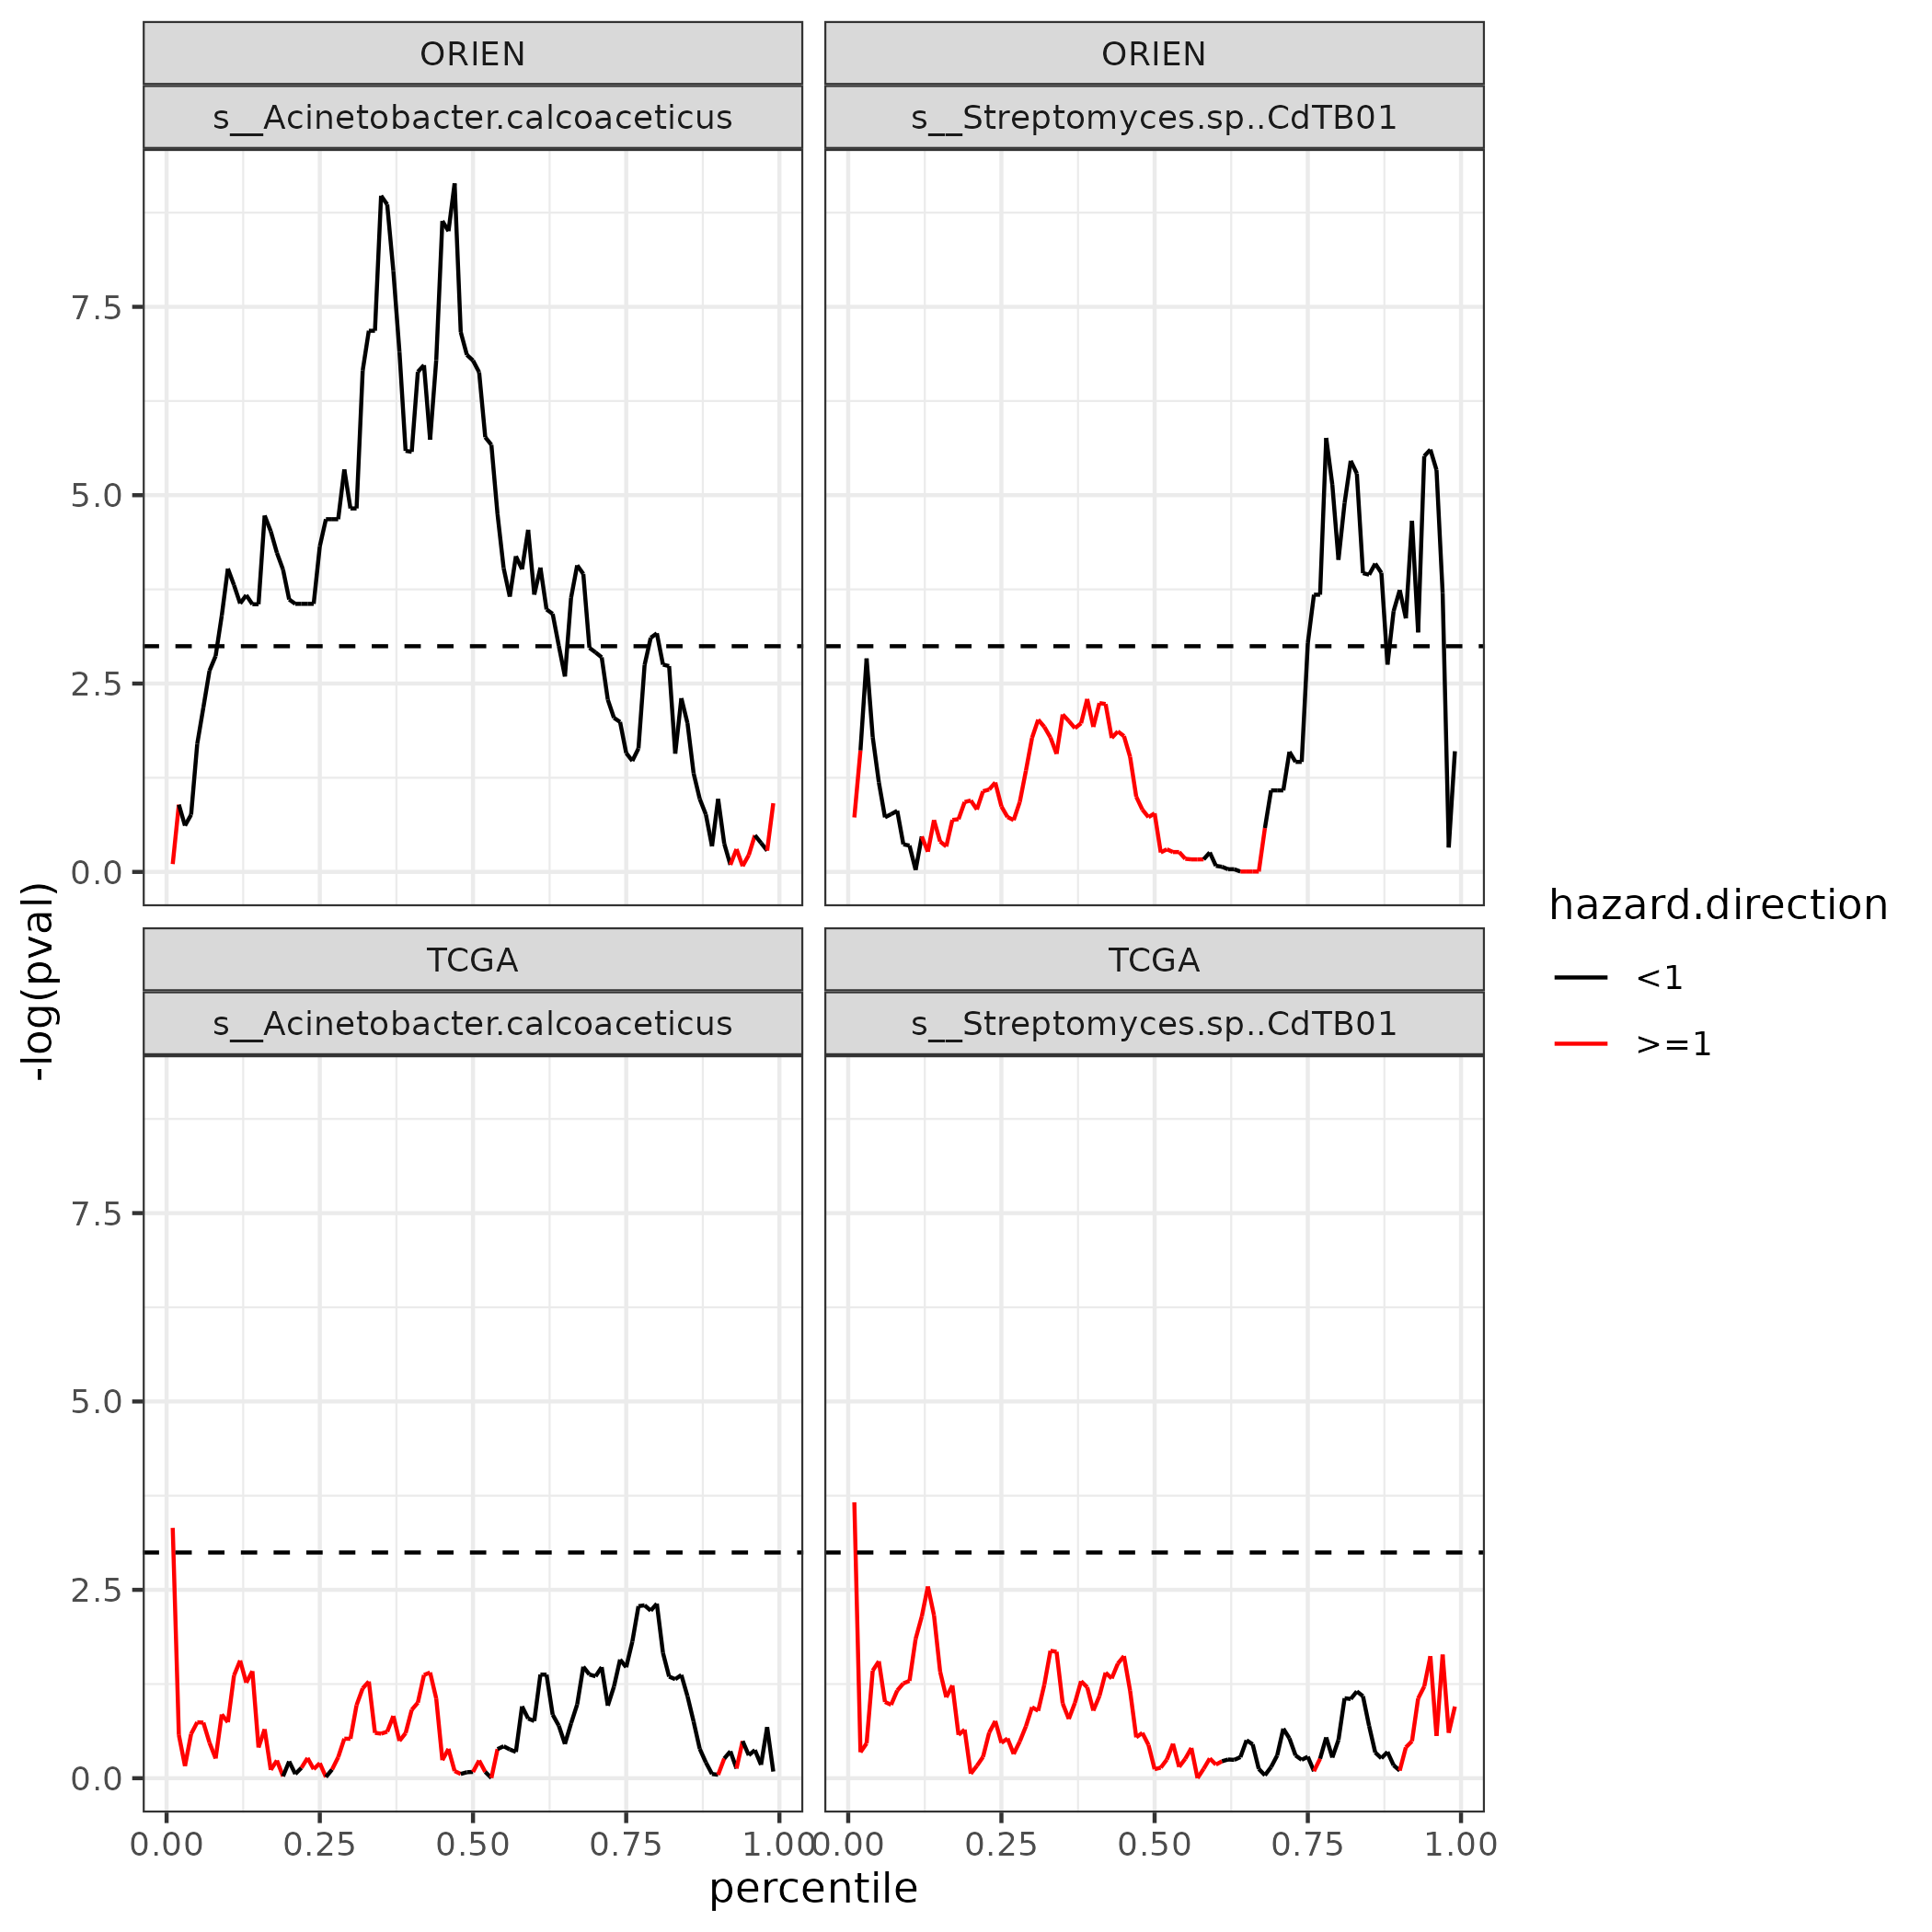 ORIEN
ORIEN
s__Acinetobacter.calcoaceticus
s__Streptomyces.sp..CdTB01
7.5
5.0
2.5
0.0
TCGA
TCGA
s__Acinetobacter.calcoaceticus
s__Streptomyces.sp..CdTB01
7.5
5.0
2.5
0.0
0.00 0.25 0.50 0.75 1.00
0.00 0.25 0.50 0.75 1.00
percentile
-log(pval)
hazard.direction
<1
>=1